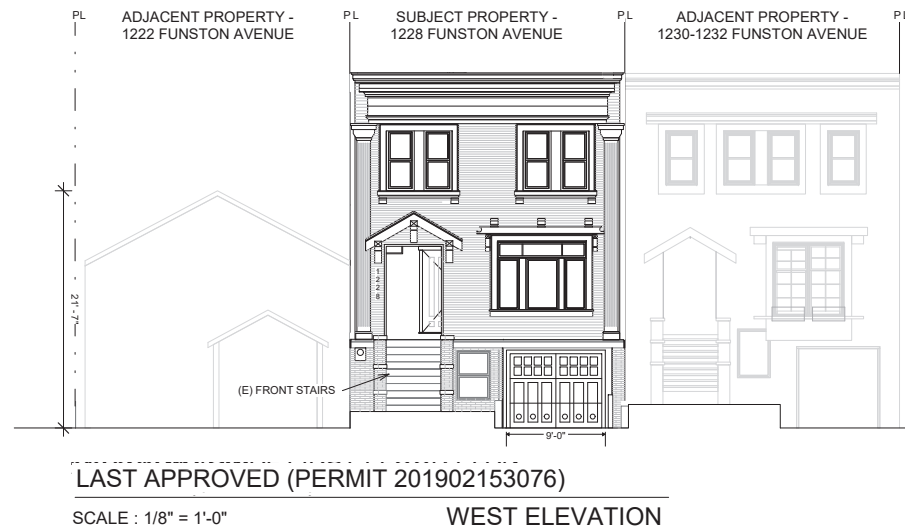 PL
ADJACENT PROPERTY -
1222 FUNSTON AVENUE
PL
SUBJECT PROPERTY -
1228 FUNSTON AVENUE
PL
ADJACENT PROPERTY -
1230-1232 FUNSTON AVENUE
PL
1228
21'-7"
(E) FRONT STAIRS
9'-0"
LAST APPROVED (PERMIT 201902153076)
SCALE : 1/8" = 1'-0"
WEST ELEVATION